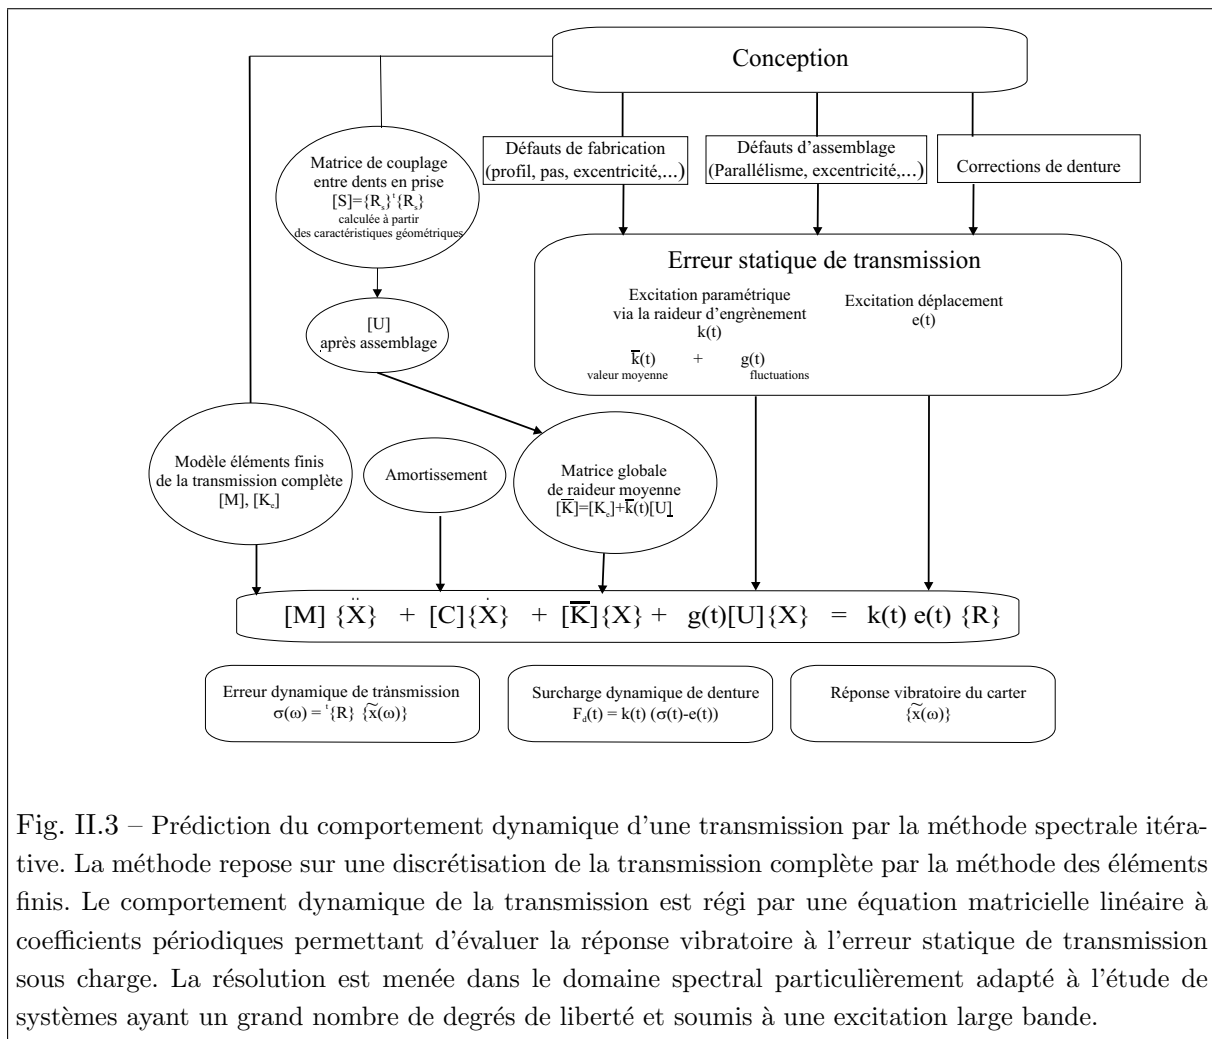 Conception
Défauts de fabrication
(profil, pas, excentricité,...)
Défauts d'assemblage
(Parallélisme, excentricité,...)
Corrections de denture
Matrice de couplage
entre dents en prise
[S]={Rₛ}ᵗ{Rₛ}
calculée à partir
des caractéristiques géométriques
Erreur statique de transmission
Excitation paramétrique
via la raideur d'engrènement
k(t)
Excitation déplacement
e(t)
k̅(t) + g(t)
valeur moyenne fluctuations
[U]
après assemblage
Modèle éléments finis
de la transmission complète
[M], [Kₑ]
Amortissement
Matrice globale
de raideur moyenne
[K̅]=[Kₑ]+k̅(t)[U]
[M] {Ẍ} + [C]{Ẋ} + [K̅]{X} + g(t)[U]{X} = k(t) e(t) {R}
Erreur dynamique de transmission
σ(ω) = ᵗ{R} {x̃(ω)}
Surcharge dynamique de denture
F_d(t) = k(t) (σ(t)-e(t))
Réponse vibratoire du carter
{x̃(ω)}
Fig. II.3 – Prédiction du comportement dynamique d'une transmission par la méthode spectrale itéra-
tive. La méthode repose sur une discrétisation de la transmission complète par la méthode des éléments
finis. Le comportement dynamique de la transmission est régi par une équation matricielle linéaire à
coefficients périodiques permettant d'évaluer la réponse vibratoire à l'erreur statique de transmission
sous charge. La résolution est menée dans le domaine spectral particulièrement adapté à l'étude de
systèmes ayant un grand nombre de degrés de liberté et soumis à une excitation large bande.